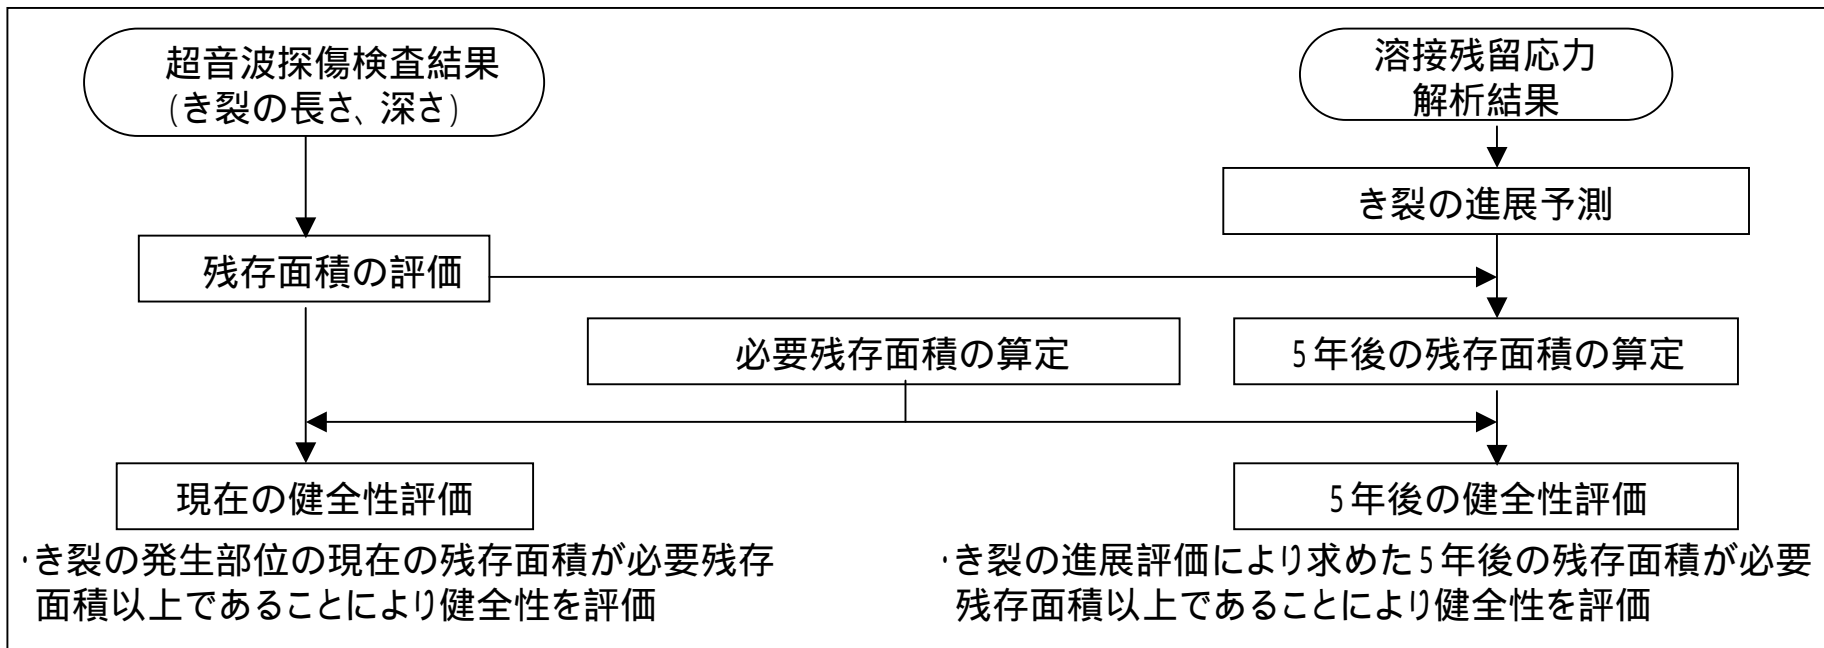 超音波探傷検査結果
(き裂の長さ、深さ)
溶接残留応力
解析結果
き裂の進展予測
残存面積の評価
必要残存面積の算定
5年後の残存面積の算定
現在の健全性評価
5年後の健全性評価
・き裂の発生部位の現在の残存面積が必要残存
面積以上であることにより健全性を評価
・き裂の進展評価により求めた5年後の残存面積が必要
残存面積以上であることにより健全性を評価